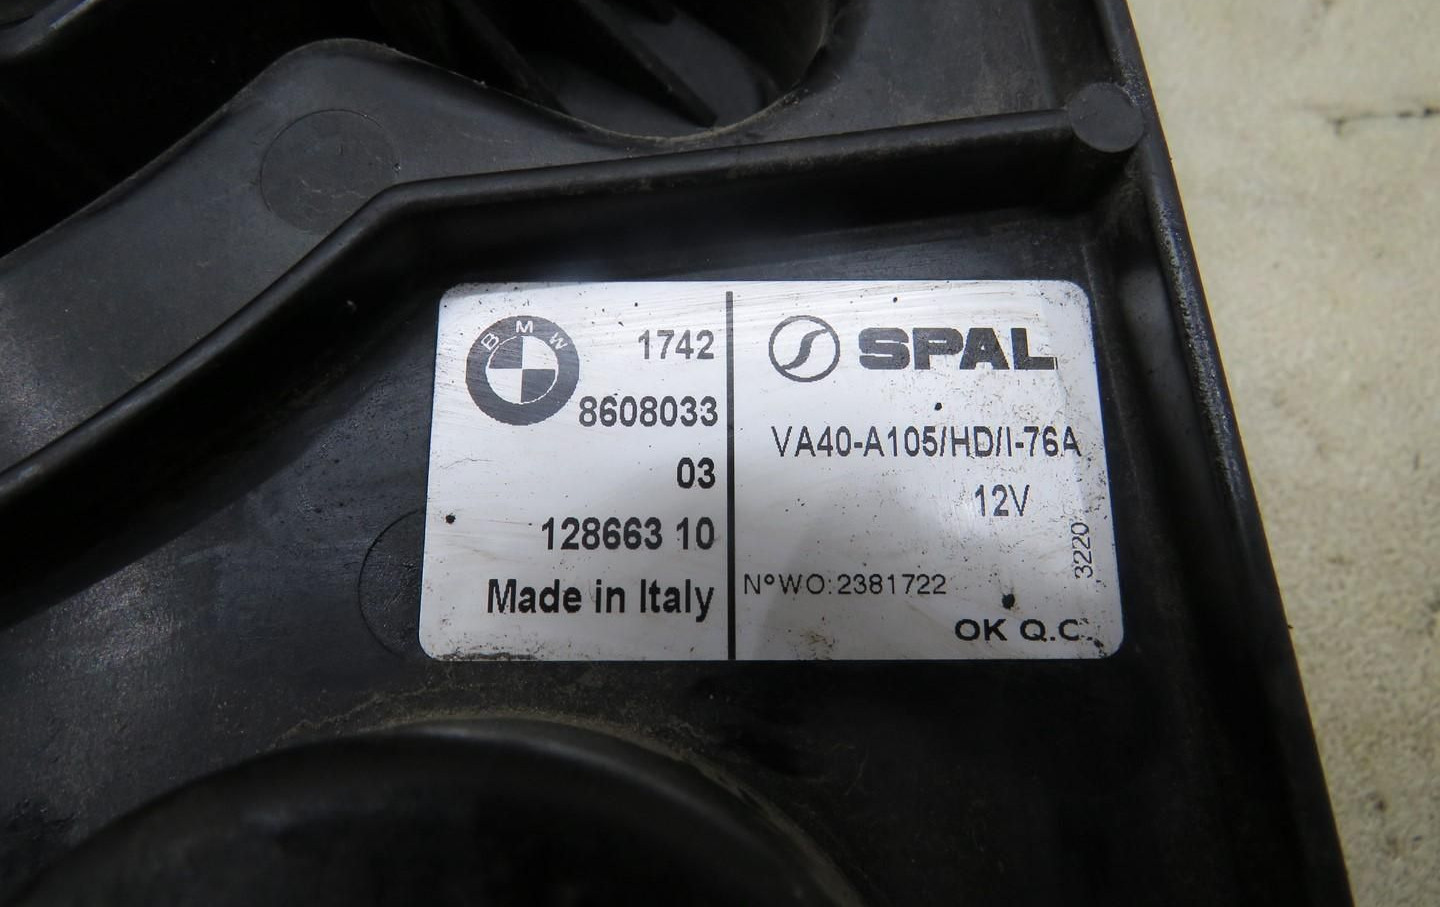 BMW
1742
8608033
03
128663 10
Made in Italy
SPAL
VA40-A105/HD/I-76A
12V
3220
N°WO:2381722
OK Q.C.